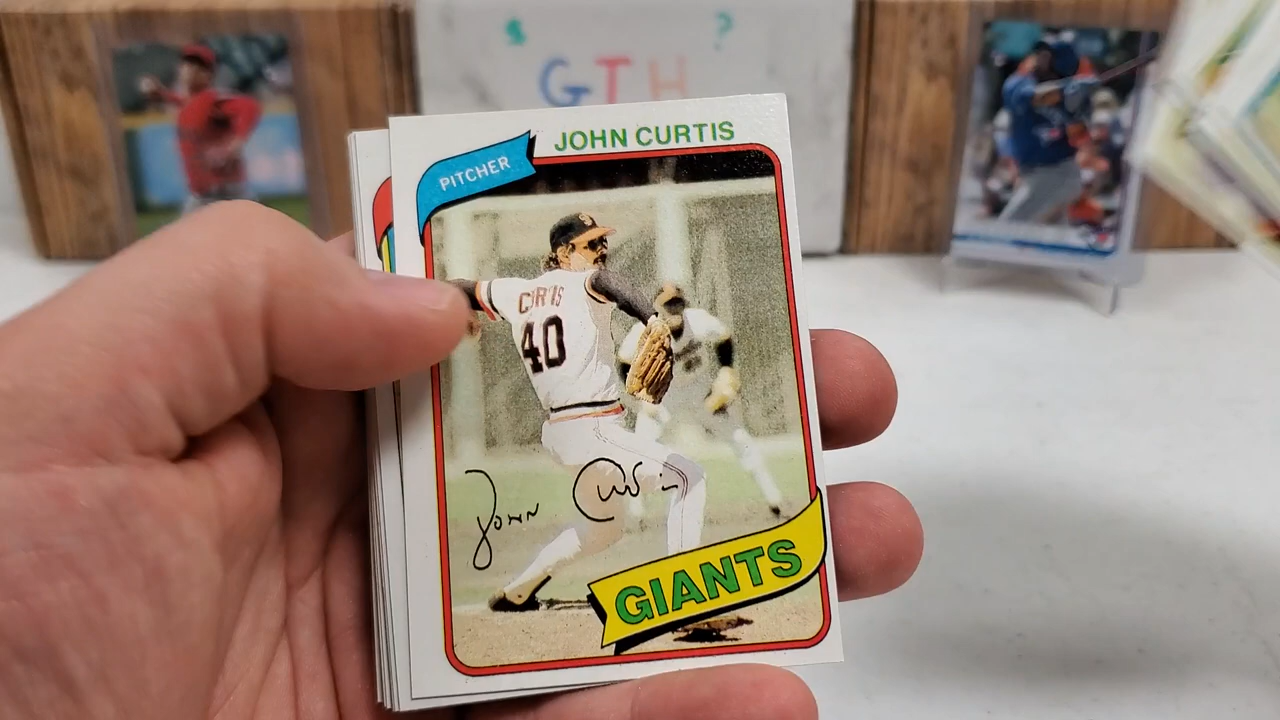 $ ?
GTH
JOHN CURTIS
PITCHER
CURTIS
40
John Curtis
GIANTS